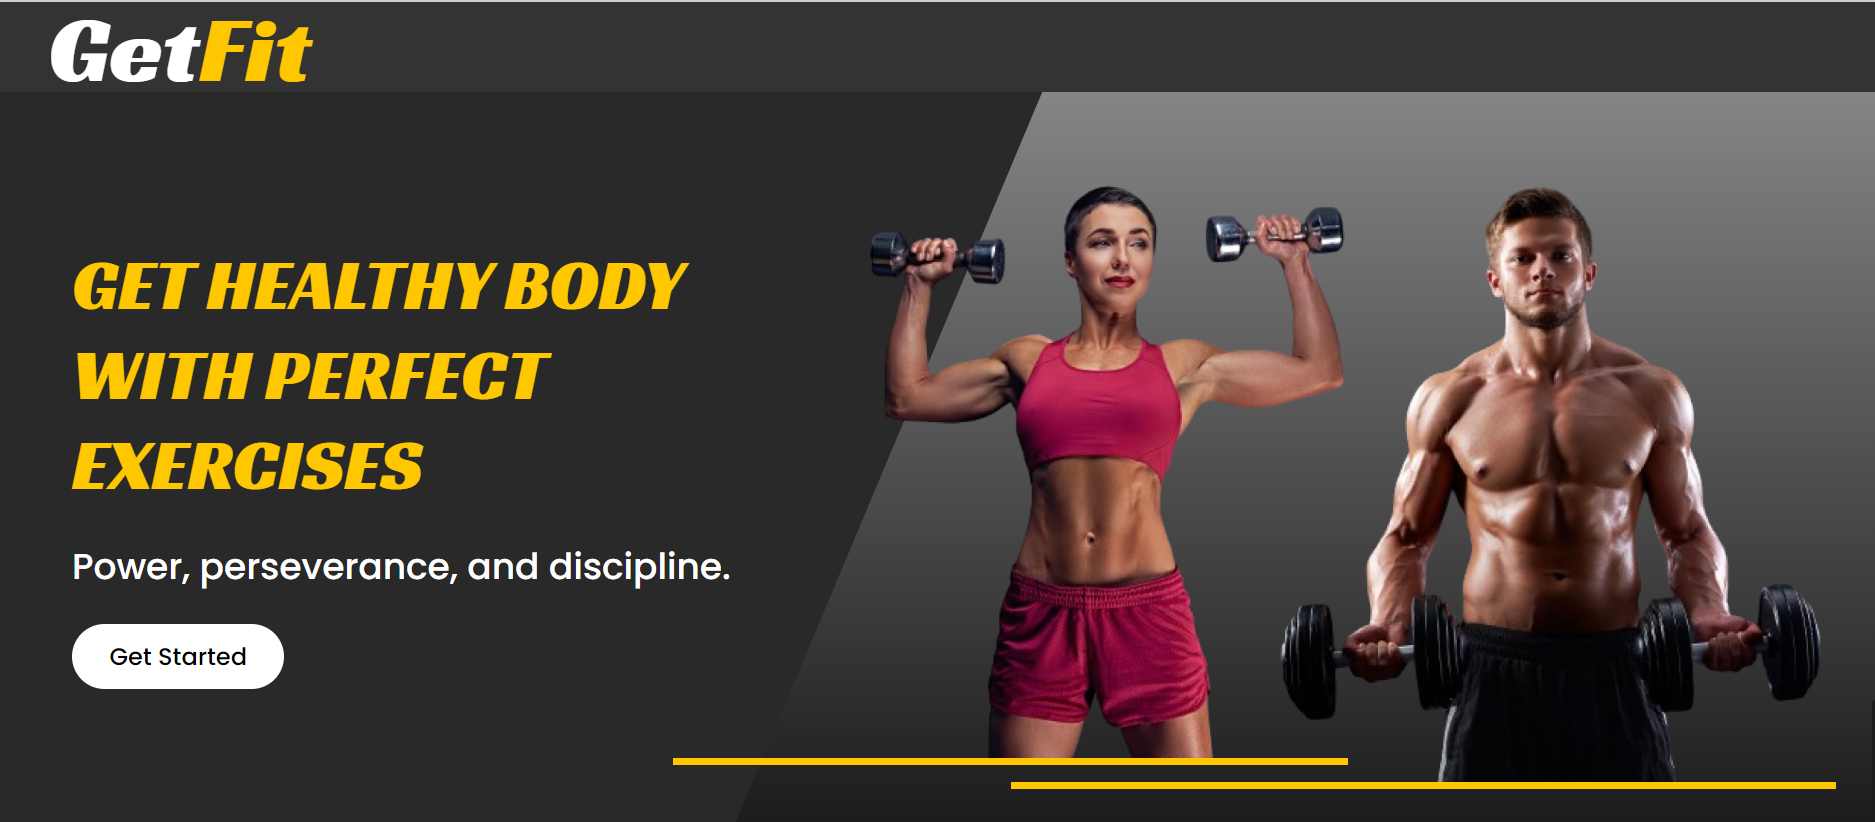 GetFit
GET HEALTHY BODY
WITH PERFECT
EXERCISES
Power, perseverance, and discipline.
Get Started